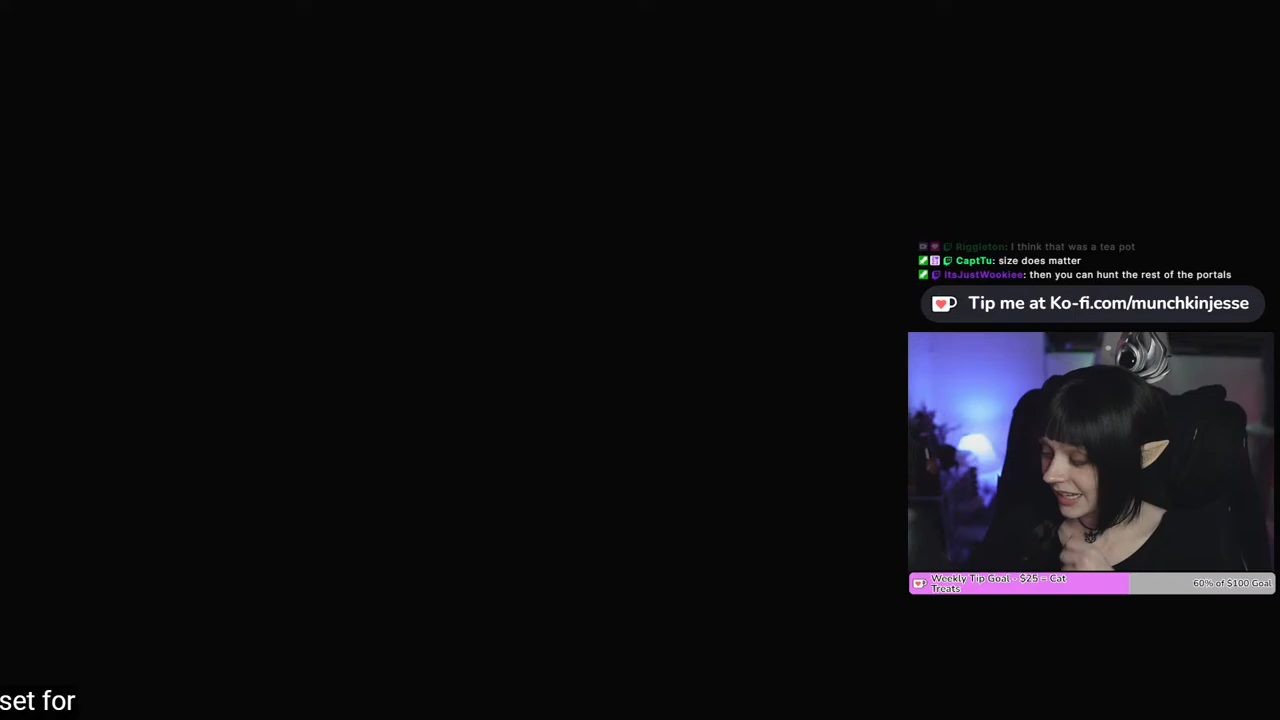 Riggleton: I think that was a tea pot
CaptTu: size does matter
ItsJustWookiee: then you can hunt the rest of the portals
Tip me at Ko-fi.com/munchkinjesse
Weekly Tip Goal - $25 = Cat
Treats
60% of $100 Goal
set for